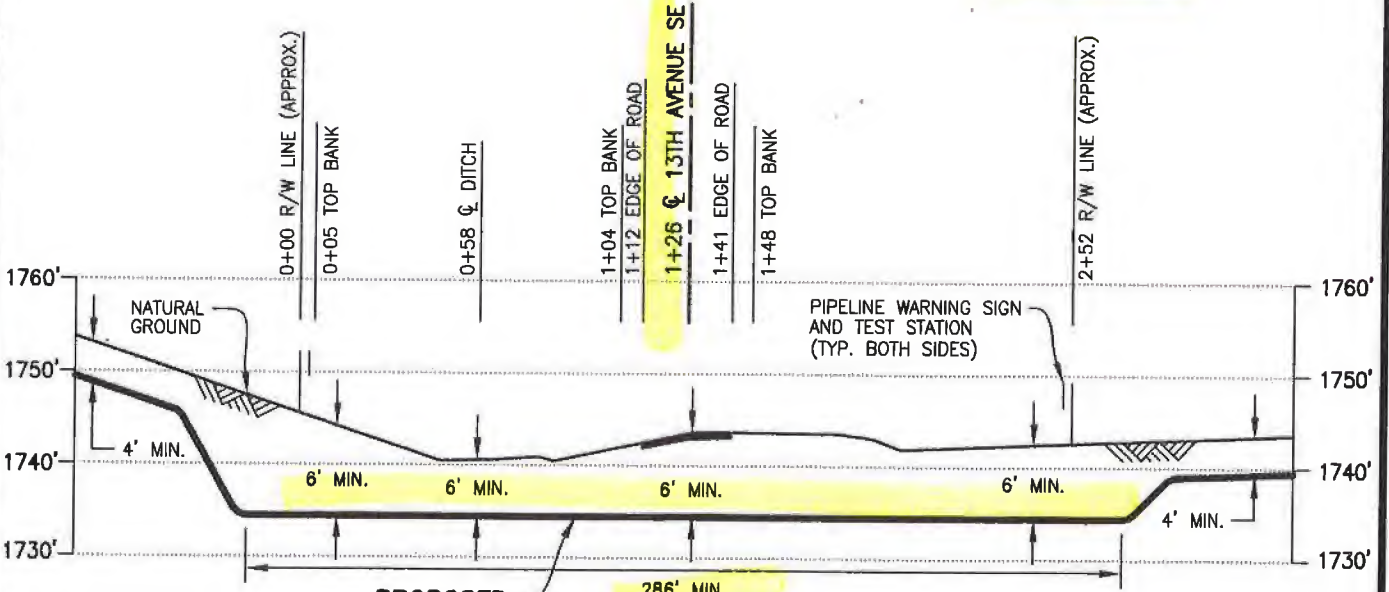 0+00 R/W LINE (APPROX.)
0+05 TOP BANK
0+58 ℄ DITCH
1+04 TOP BANK
1+12 EDGE OF ROAD
1+26 ℄ 13TH AVENUE SE
1+41 EDGE OF ROAD
1+48 TOP BANK
2+52 R/W LINE (APPROX.)
1760'
1760'
NATURAL
GROUND
PIPELINE WARNING SIGN
AND TEST STATION
(TYP. BOTH SIDES)
1750'
1750'
4' MIN.
1740'
1740'
6' MIN.
6' MIN.
6' MIN.
6' MIN.
4' MIN.
1730'
1730'
286' MIN.
PROPOSED